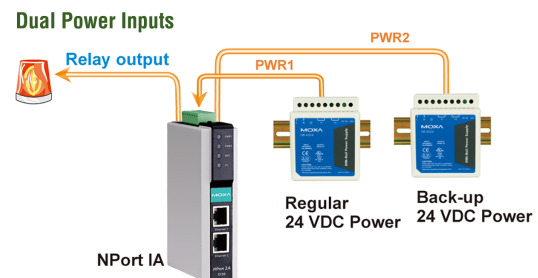 Dual Power Inputs
PWR2
Relay output
PWR1
MOXA
MOXA
MOXA
Regular
24 VDC Power
Back-up
24 VDC Power
NPort IA